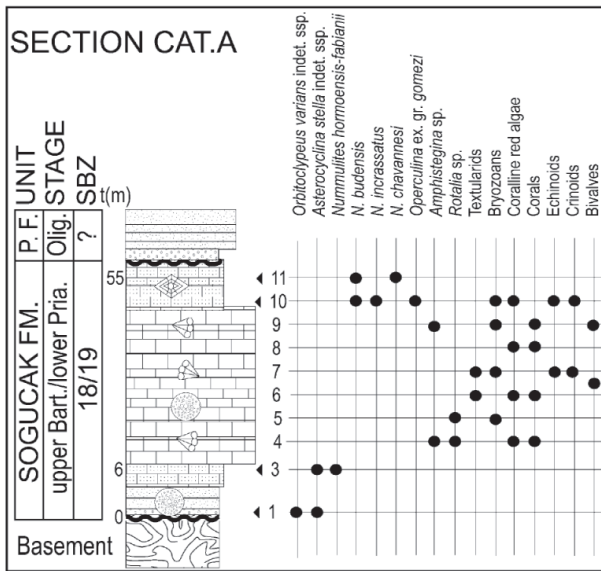 SECTION CAT.A
Orbitoclypeus varians indet. ssp.
Asterocyclina stella indet. ssp.
Nummulites hormoensis-fabianii
N. budensis
N. incrassatus
N. chavannesi
Operculina ex. gr. gomezi
Amphistegina sp.
Rotalia sp.
Textularids
Bryozoans
Coralline red algae
Corals
Echinoids
Crinoids
Bivalves
UNIT
STAGE
SBZ
t(m)
P. F.
Olig.
?
SOGUCAK FM.
upper Bart./lower Pria.
18/19
55
6
0
11
10
9
8
7
6
5
4
3
1
Basement